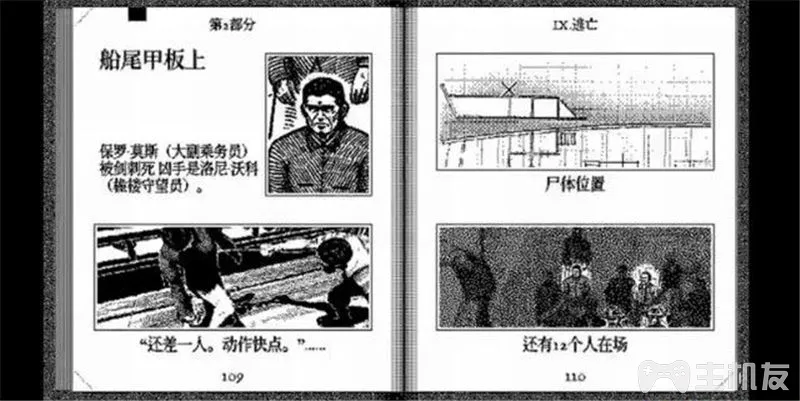 第2部分
船尾甲板上
保罗·莫斯（大副乘务员）
被剑刺死 凶手是洛尼·沃科
（桅楼守望员）。
“还差一人。动作快点。”……
109
IX.逃亡
尸体位置
还有12个人在场
110
主机友